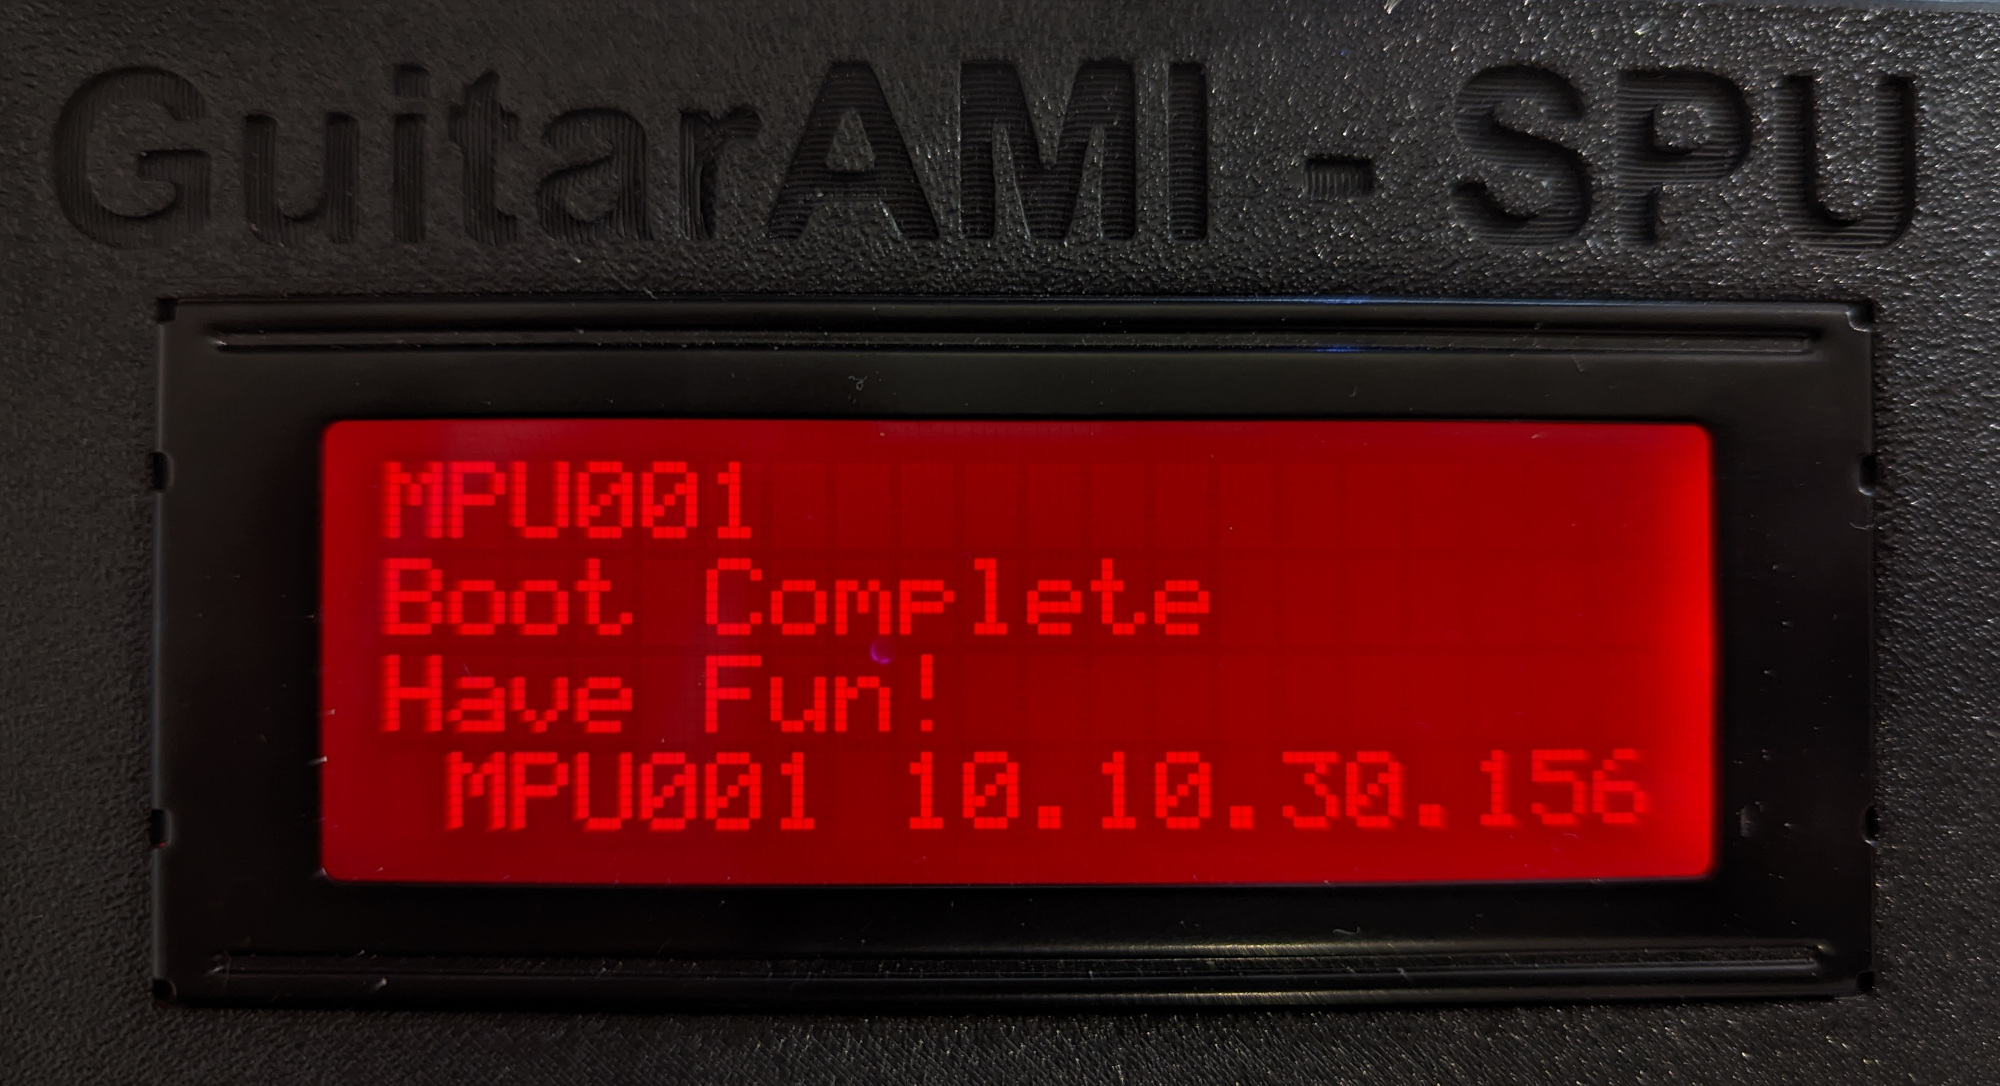 GuitarAMI - SPU
MPU001
Boot Complete
Have Fun!
MPU001 10.10.30.156